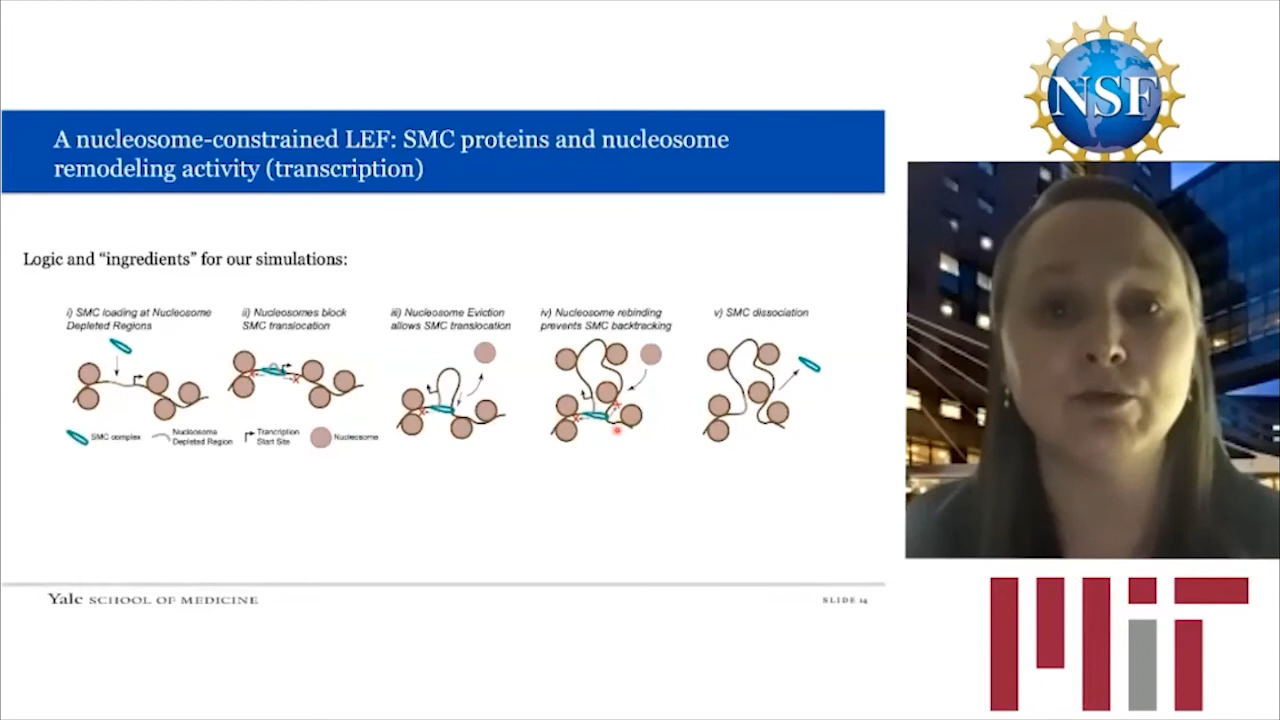 A nucleosome-constrained LEF: SMC proteins and nucleosome
remodeling activity (transcription)
Logic and “ingredients” for our simulations:
i) SMC loading at Nucleosome
Depleted Regions
ii) Nucleosomes block
SMC translocation
iii) Nucleosome Eviction
allows SMC translocation
iv) Nucleosome rebinding
prevents SMC backtracking
v) SMC dissociation
SMC complex
Nucleosome
Depleted Region
Trancription
Start Site
Nucleosome
Yale SCHOOL OF MEDICINE
SLIDE 14
NSF
MIT